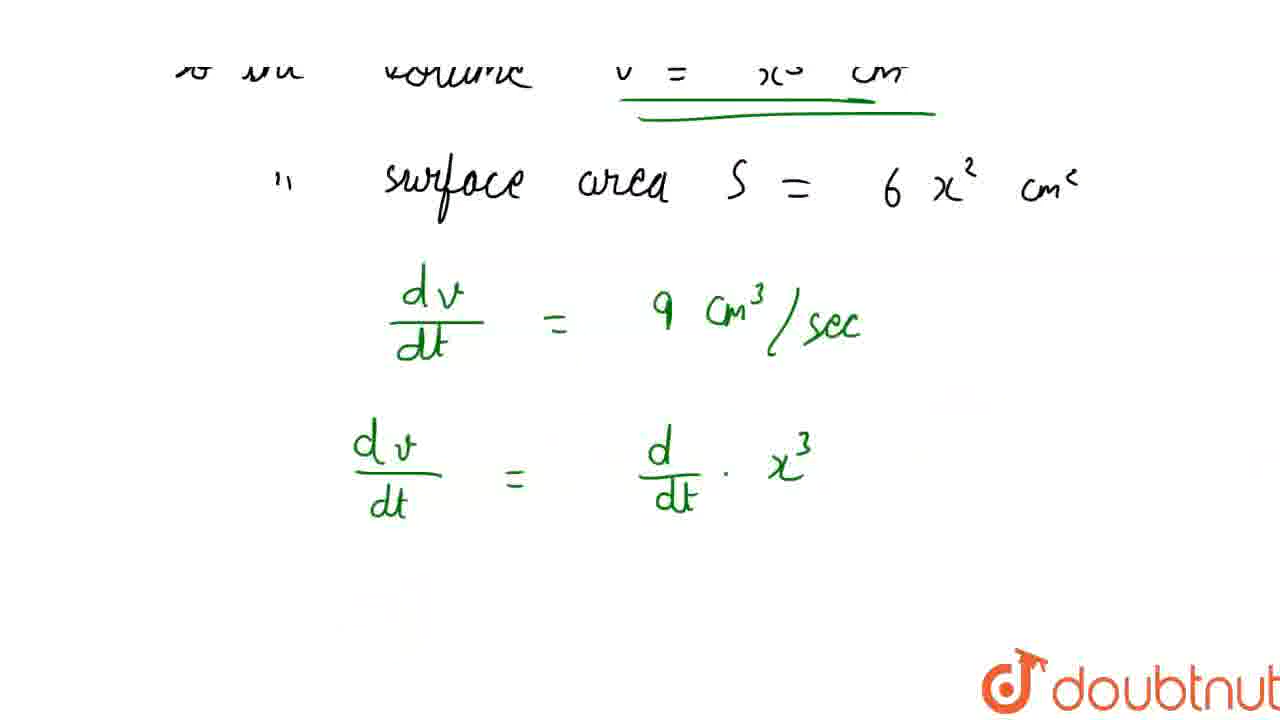 volume v = x³ cm
" surface area S = 6 x² cm²
dv/dt = 9 cm³/sec
dv/dt = d/dt · x³
doubtnut